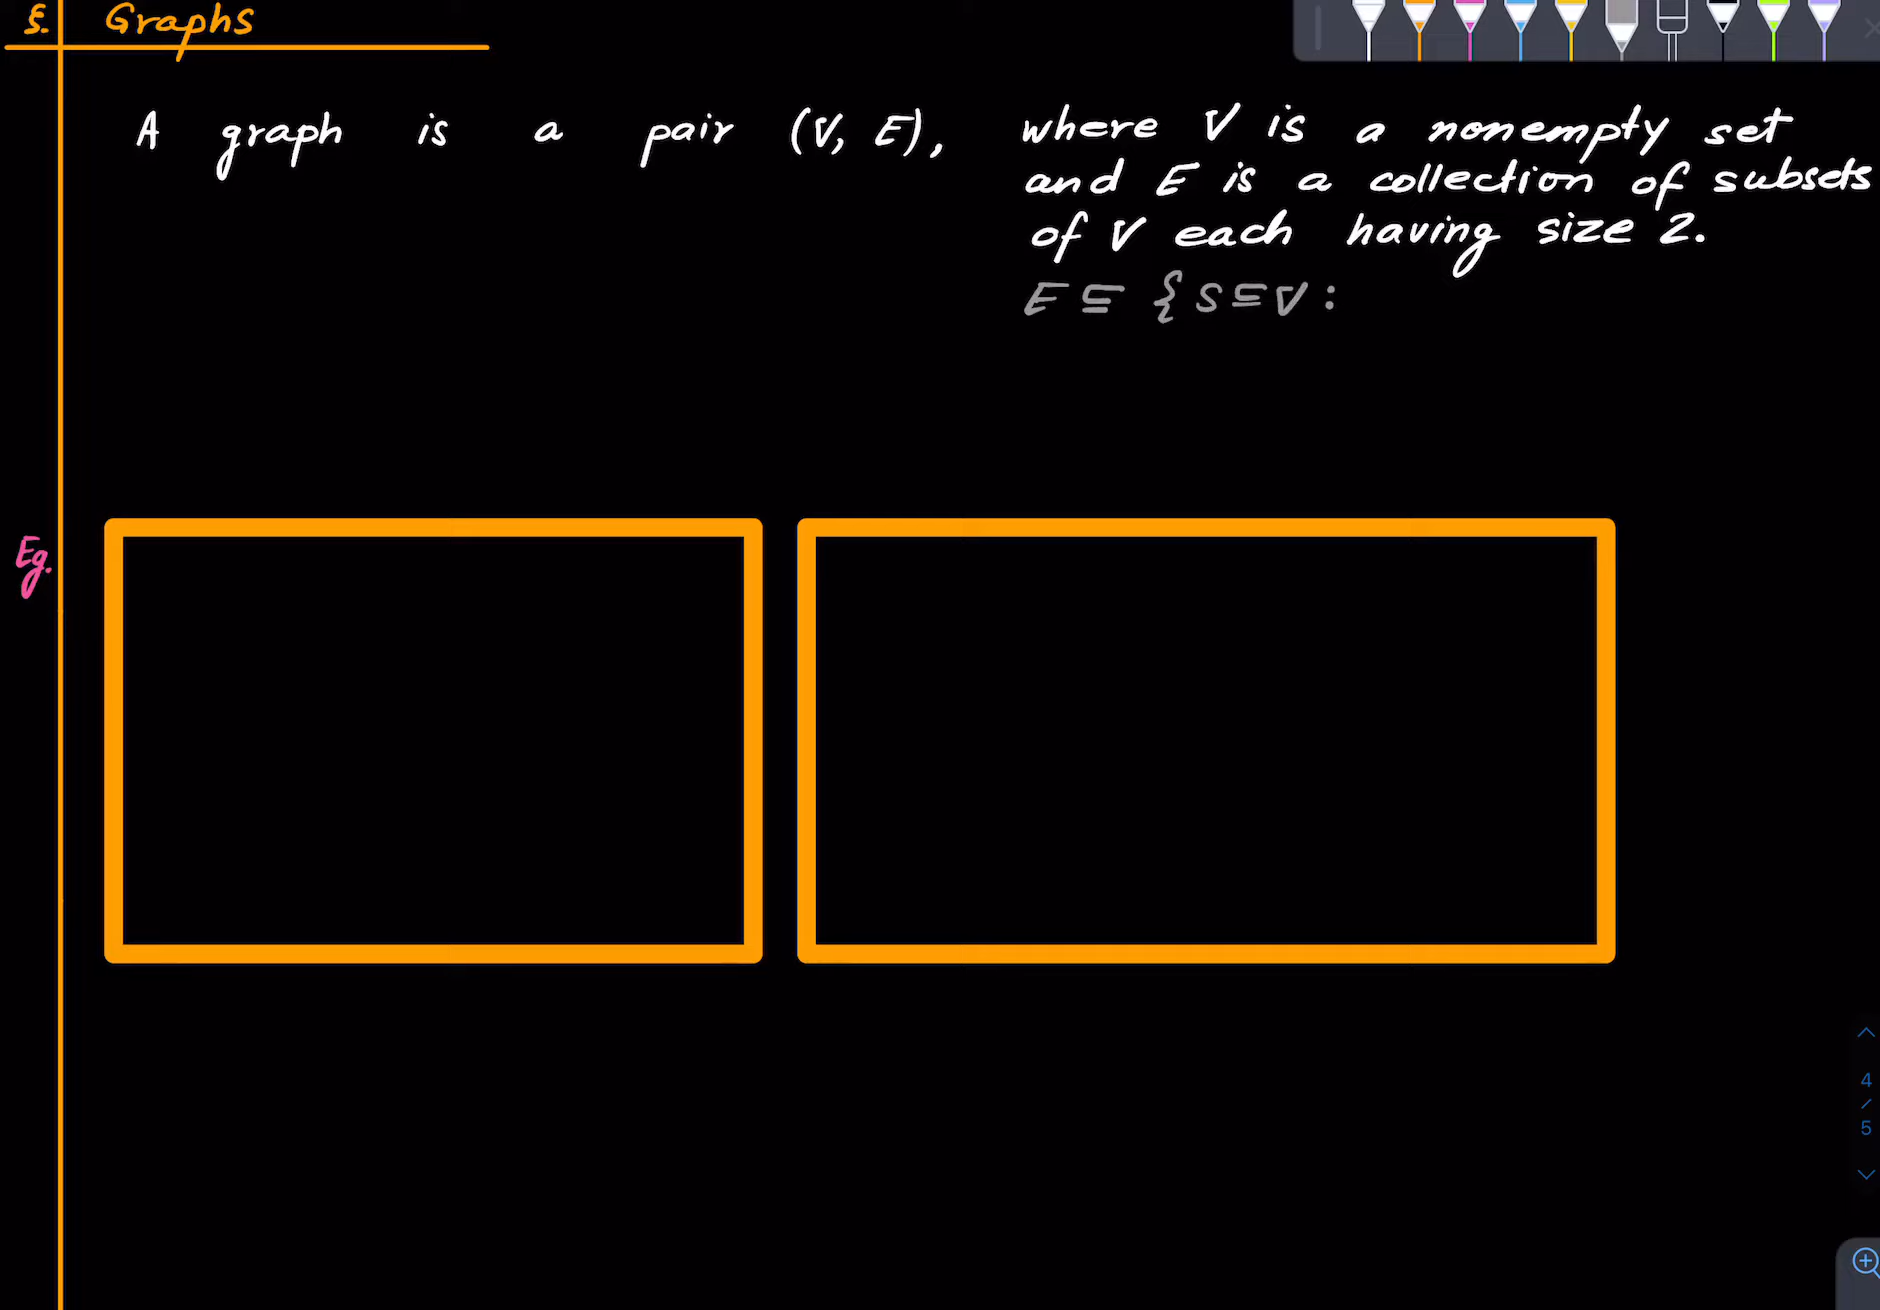 §. Graphs
A graph is a pair (V, E), where V is a nonempty set
and E is a collection of subsets
of V each having size 2.
E ⊆ { S ⊆ V :
Eg.
4
/
5